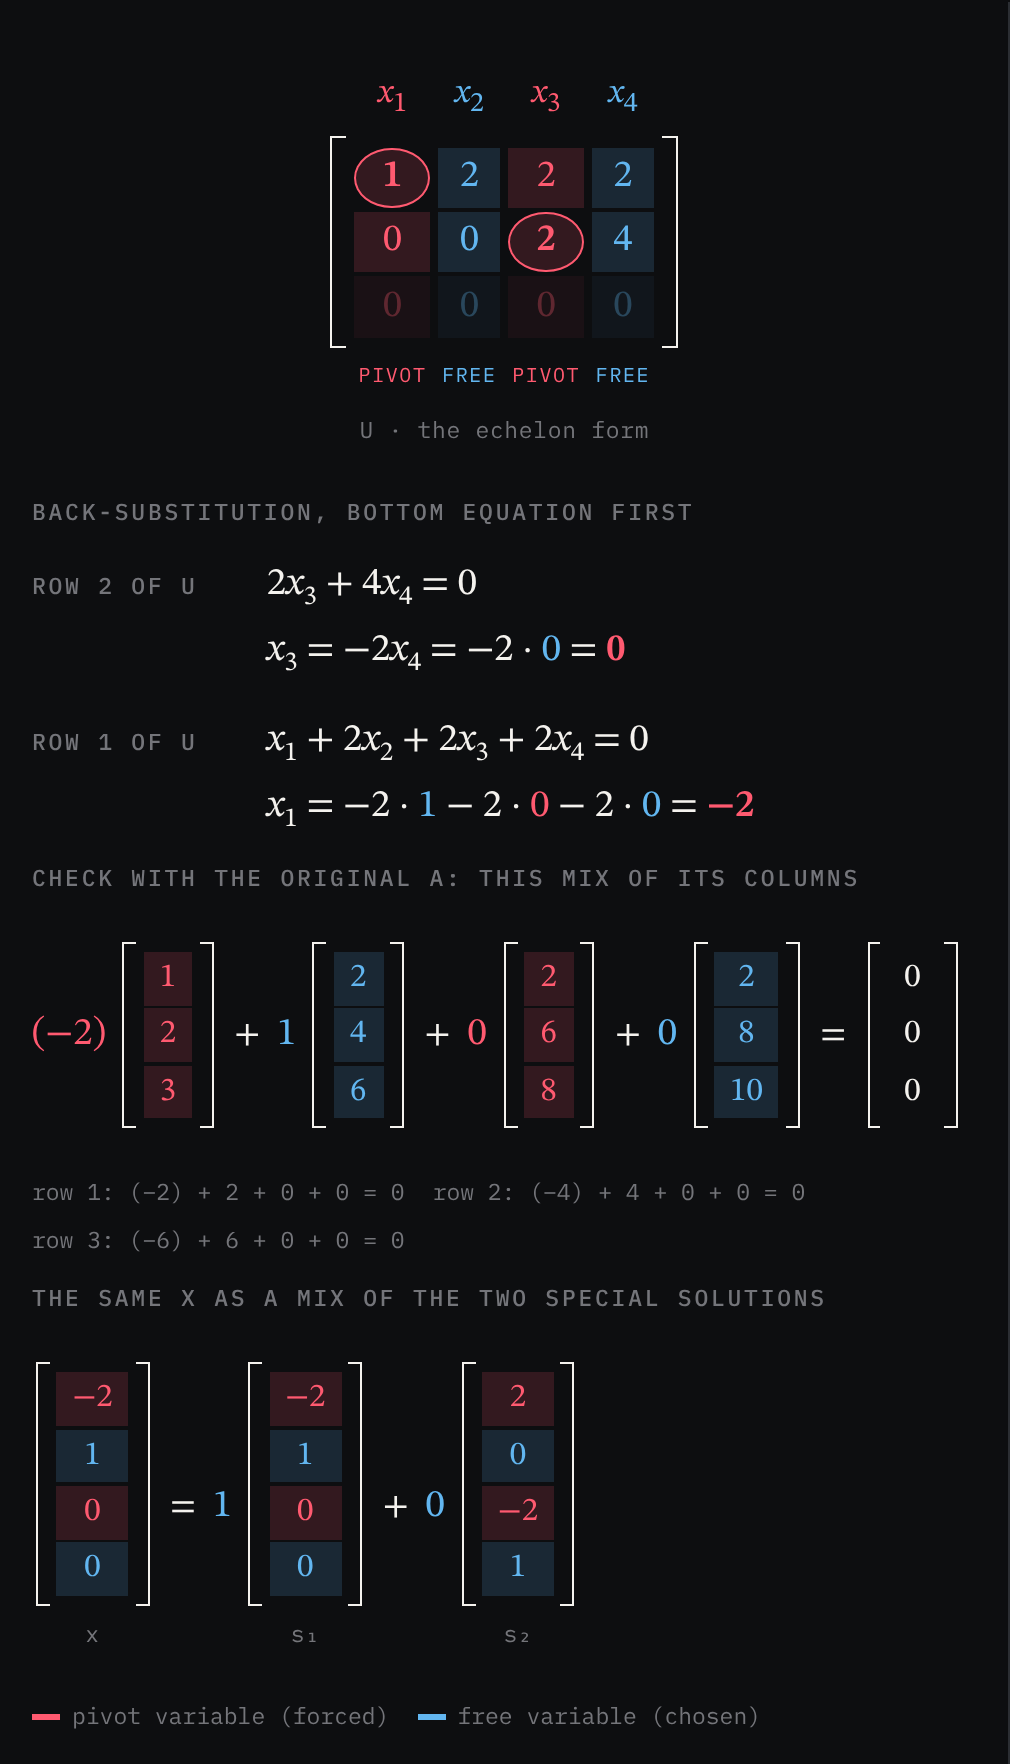 x₁ x₂ x₃ x₄
1 2 2 2
0 0 2 4
0 0 0 0
PIVOT FREE PIVOT FREE
U · the echelon form
BACK-SUBSTITUTION, BOTTOM EQUATION FIRST
ROW 2 OF U 2x₃ + 4x₄ = 0
x₃ = −2x₄ = −2 · 0 = 0
ROW 1 OF U x₁ + 2x₂ + 2x₃ + 2x₄ = 0
x₁ = −2 · 1 − 2 · 0 − 2 · 0 = −2
CHECK WITH THE ORIGINAL A: THIS MIX OF ITS COLUMNS
1 2 2 2 0
(−2) 2 + 1 4 + 0 6 + 0 8 = 0
3 6 8 10 0
row 1: (−2) + 2 + 0 + 0 = 0 row 2: (−4) + 4 + 0 + 0 = 0
row 3: (−6) + 6 + 0 + 0 = 0
THE SAME X AS A MIX OF THE TWO SPECIAL SOLUTIONS
−2 −2 2
1 1 0
= 1 + 0
0 0 −2
0 0 1
x s₁ s₂
pivot variable (forced) free variable (chosen)